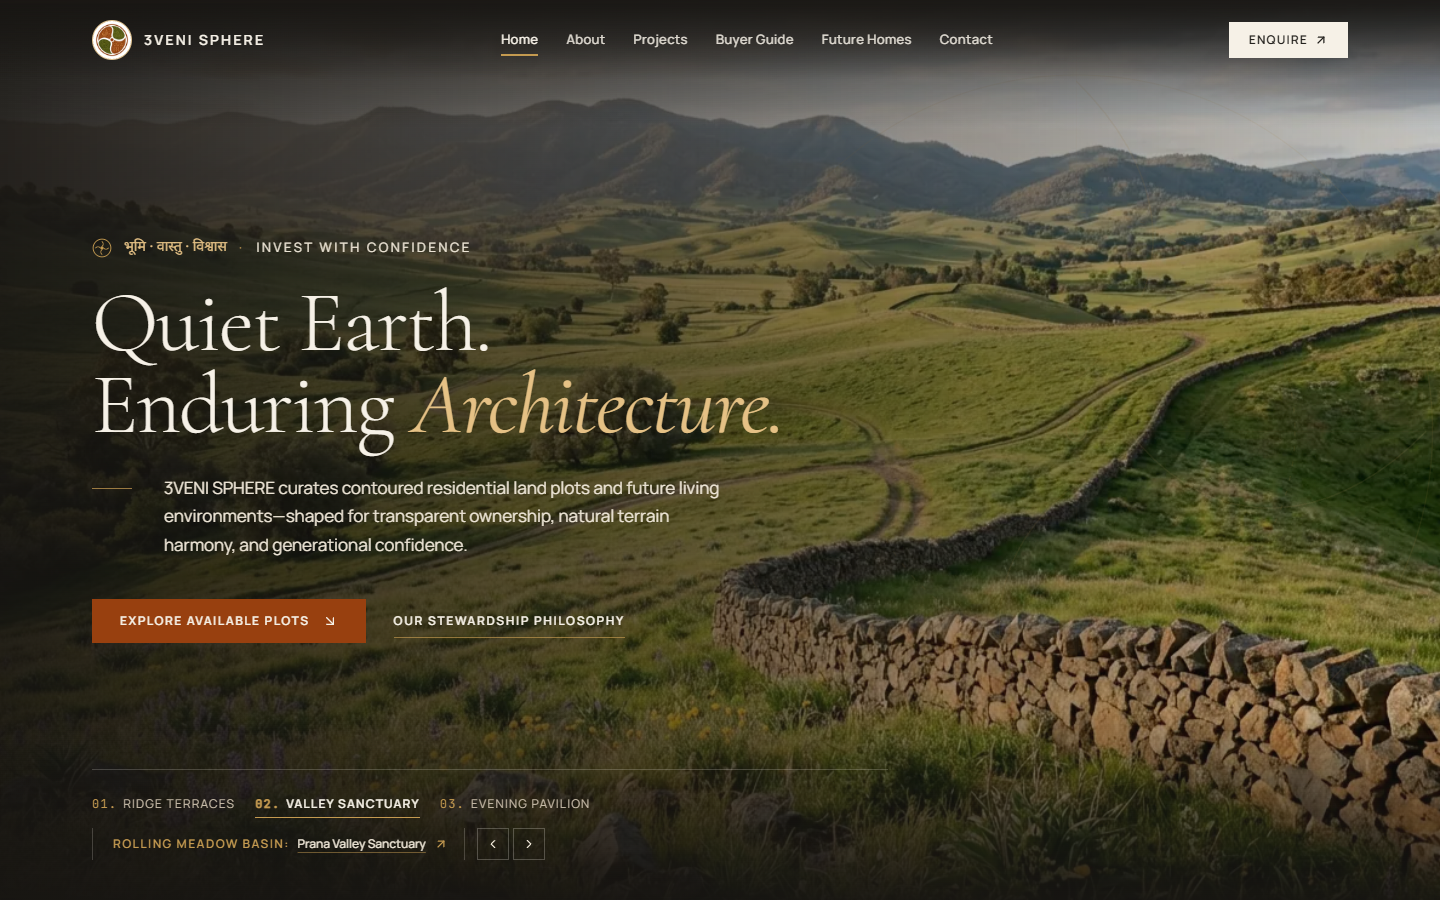 3VENI SPHERE
Home About Projects Buyer Guide Future Homes Contact
ENQUIRE
भूमि · वास्तु · विश्वास · INVEST WITH CONFIDENCE
Quiet Earth.
Enduring Architecture.
3VENI SPHERE curates contoured residential land plots and future living
environments—shaped for transparent ownership, natural terrain
harmony, and generational confidence.
EXPLORE AVAILABLE PLOTS
OUR STEWARDSHIP PHILOSOPHY
01. RIDGE TERRACES 02. VALLEY SANCTUARY 03. EVENING PAVILION
ROLLING MEADOW BASIN: Prana Valley Sanctuary